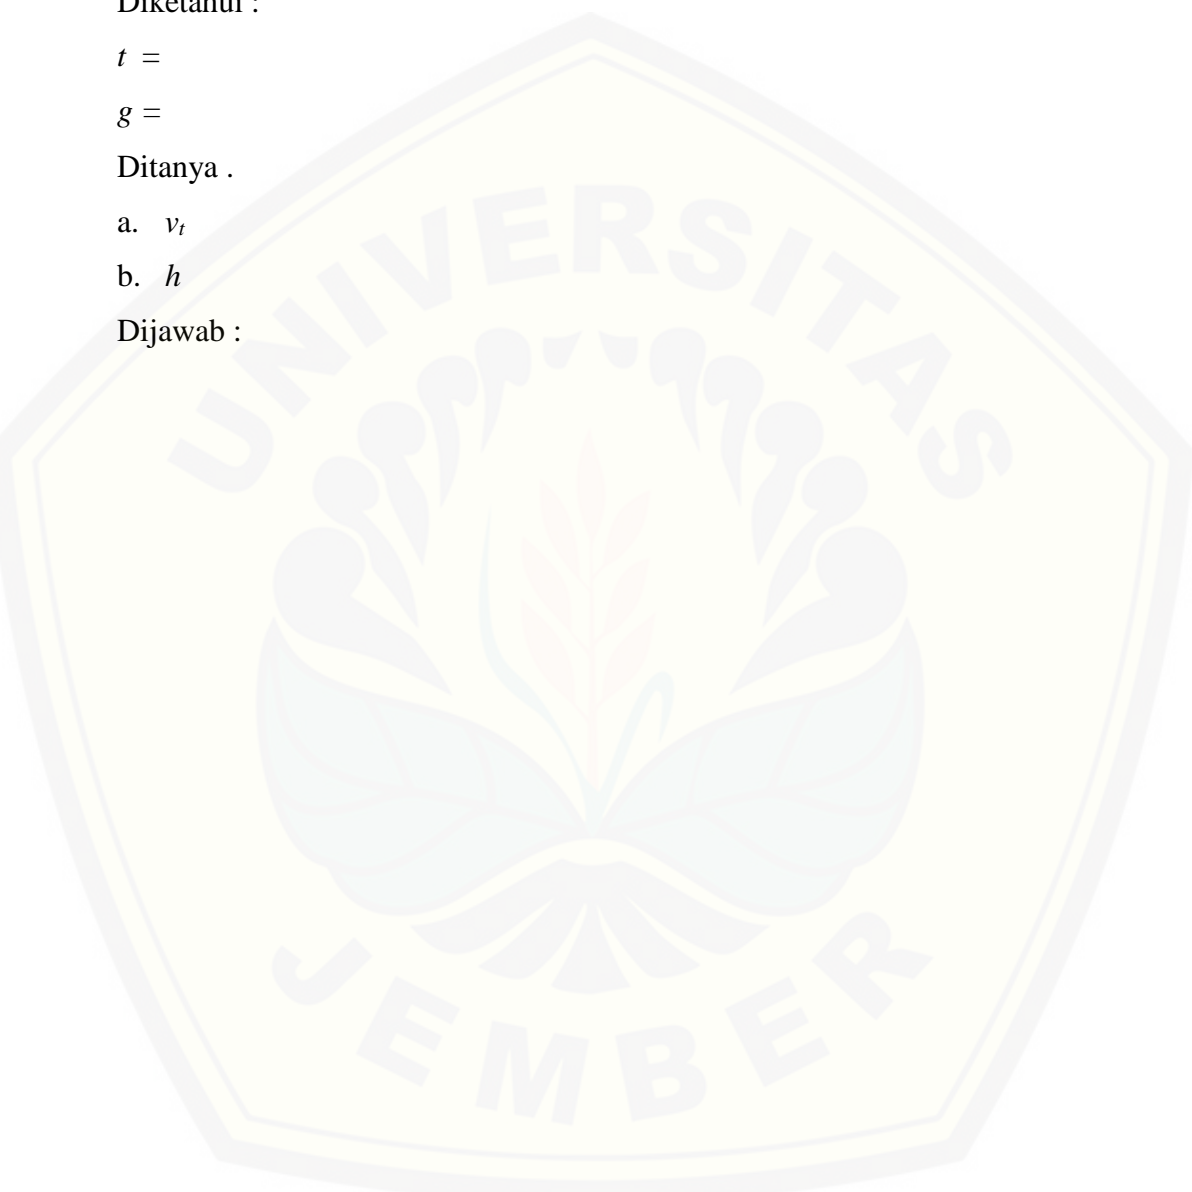 Diketahui :
t =
g =
Ditanya .
a. vt
b. h
Dijawab :
UNIVERSITAS
JEMBER